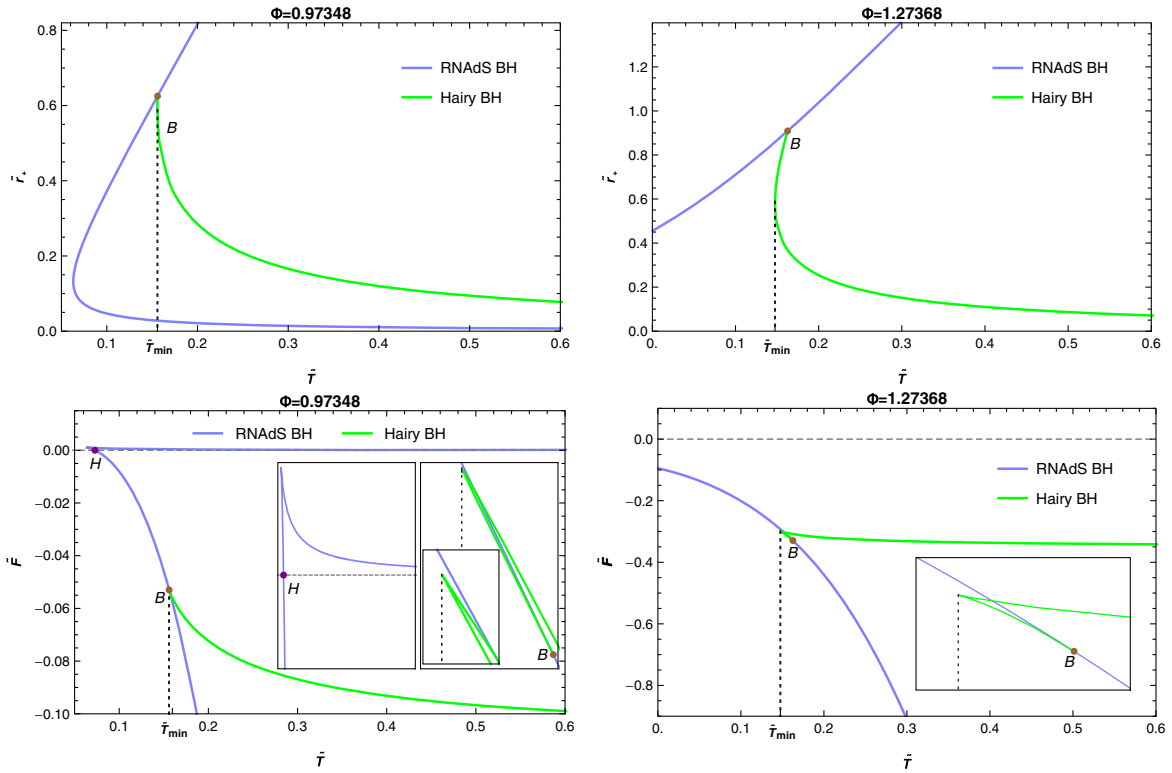 Φ=0.97348
0.8
0.6
0.4
0.2
0.0
r̃₊
RNAdS BH
Hairy BH
B
0.1
0.2
0.3
0.4
0.5
0.6
T̃min
T̃
Φ=1.27368
1.2
1.0
0.8
0.6
0.4
0.2
0.0
r̃₊
RNAdS BH
Hairy BH
B
0.
0.1
0.2
0.3
0.4
0.5
0.6
T̃min
T̃
Φ=0.97348
RNAdS BH
Hairy BH
0.00
−0.02
−0.04
−0.06
−0.08
−0.10
F̃
H
B
H
B
0.1
0.2
0.3
0.4
0.5
0.6
T̃min
T̃
Φ=1.27368
0.0
−0.2
−0.4
−0.6
−0.8
F̃
RNAdS BH
Hairy BH
B
B
0.
0.1
0.2
0.3
0.4
0.5
0.6
T̃min
T̃